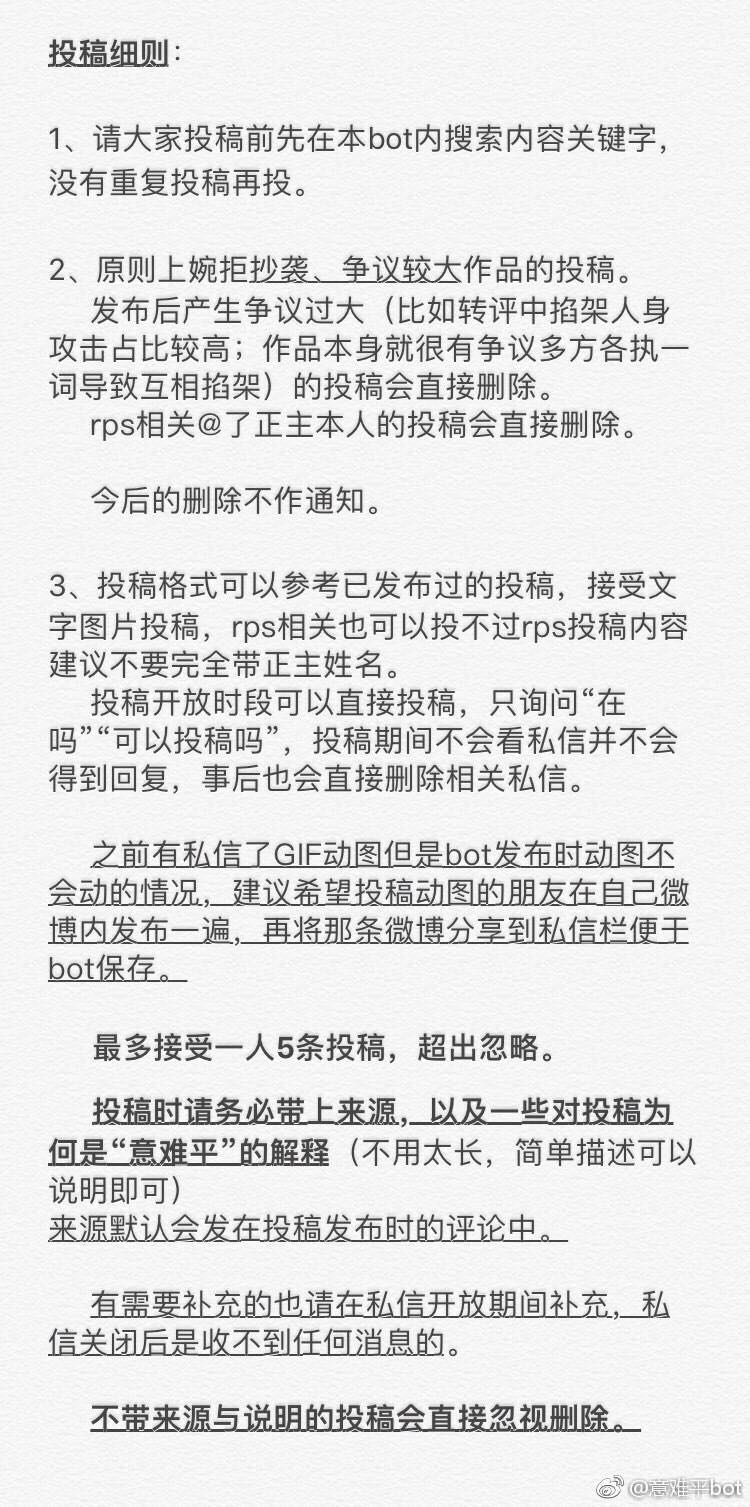 投稿细则：
1、请大家投稿前先在本bot内搜索内容关键字，
没有重复投稿再投。
2、原则上婉拒抄袭、争议较大作品的投稿。
发布后产生争议过大（比如转评中掐架人身
攻击占比较高；作品本身就很有争议多方各执一
词导致互相掐架）的投稿会直接删除。
rps相关@了正主本人的投稿会直接删除。
今后的删除不作通知。
3、投稿格式可以参考已发布过的投稿，接受文
字图片投稿，rps相关也可以投不过rps投稿内容
建议不要完全带正主姓名。
投稿开放时段可以直接投稿，只询问“在
吗”“可以投稿吗”，投稿期间不会看私信并不会
得到回复，事后也会直接删除相关私信。
之前有私信了GIF动图但是bot发布时动图不
会动的情况，建议希望投稿动图的朋友在自己微
博内发布一遍，再将那条微博分享到私信栏便于
bot保存。
最多接受一人5条投稿，超出忽略。
投稿时请务必带上来源，以及一些对投稿为
何是“意难平”的解释（不用太长，简单描述可以
说明即可）
来源默认会发在投稿发布时的评论中。
有需要补充的也请在私信开放期间补充，私
信关闭后是收不到任何消息的。
不带来源与说明的投稿会直接忽视删除。
@意难平bot